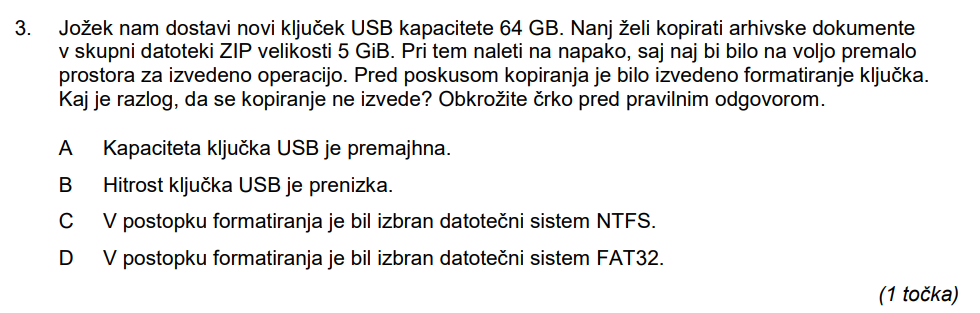 3. Jožek nam dostavi novi ključek USB kapacitete 64 GB. Nanj želi kopirati arhivske dokumente
v skupni datoteki ZIP velikosti 5 GiB. Pri tem naleti na napako, saj naj bi bilo na voljo premalo
prostora za izvedeno operacijo. Pred poskusom kopiranja je bilo izvedeno formatiranje ključka.
Kaj je razlog, da se kopiranje ne izvede? Obkrožite črko pred pravilnim odgovorom.
A Kapaciteta ključka USB je premajhna.
B Hitrost ključka USB je prenizka.
C V postopku formatiranja je bil izbran datotečni sistem NTFS.
D V postopku formatiranja je bil izbran datotečni sistem FAT32.
(1 točka)